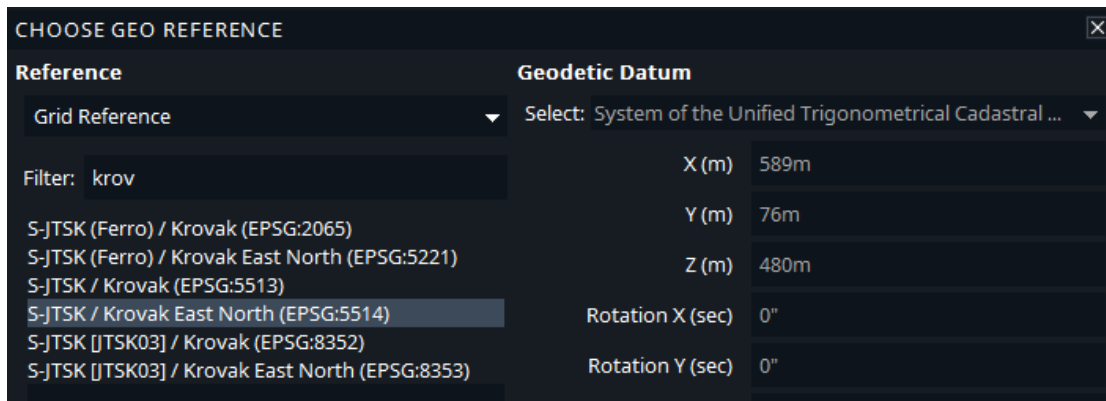 CHOOSE GEO REFERENCE
Reference
Grid Reference
Filter: krov
S-JTSK (Ferro) / Krovak (EPSG:2065)
S-JTSK (Ferro) / Krovak East North (EPSG:5221)
S-JTSK / Krovak (EPSG:5513)
S-JTSK / Krovak East North (EPSG:5514)
S-JTSK [JTSK03] / Krovak (EPSG:8352)
S-JTSK [JTSK03] / Krovak East North (EPSG:8353)
Geodetic Datum
Select: System of the Unified Trigonometrical Cadastral ...
X (m) 589m
Y (m) 76m
Z (m) 480m
Rotation X (sec) 0"
Rotation Y (sec) 0"